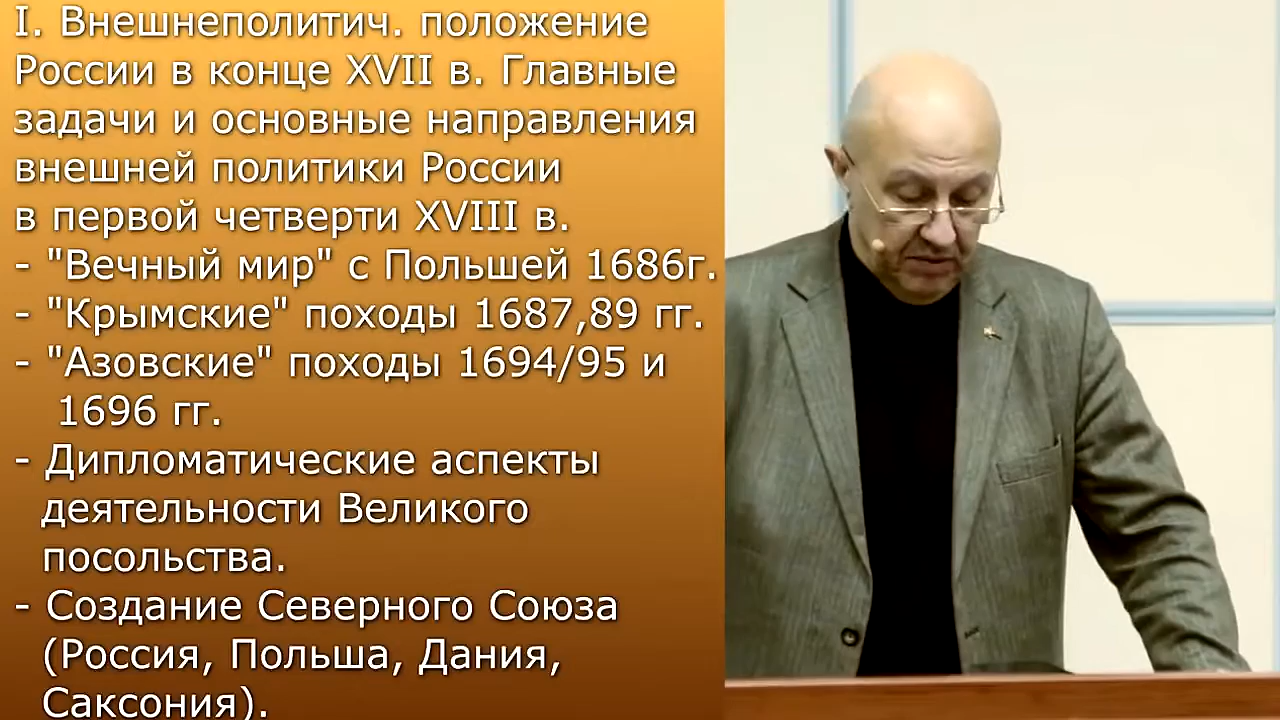 I. Внешнеполитич. положение
России в конце XVII в. Главные
задачи и основные направления
внешней политики России
в первой четверти XVIII в.
- "Вечный мир" с Польшей 1686г.
- "Крымские" походы 1687,89 гг.
- "Азовские" походы 1694/95 и
1696 гг.
- Дипломатические аспекты
деятельности Великого
посольства.
- Создание Северного Союза
(Россия, Польша, Дания,
Саксония).